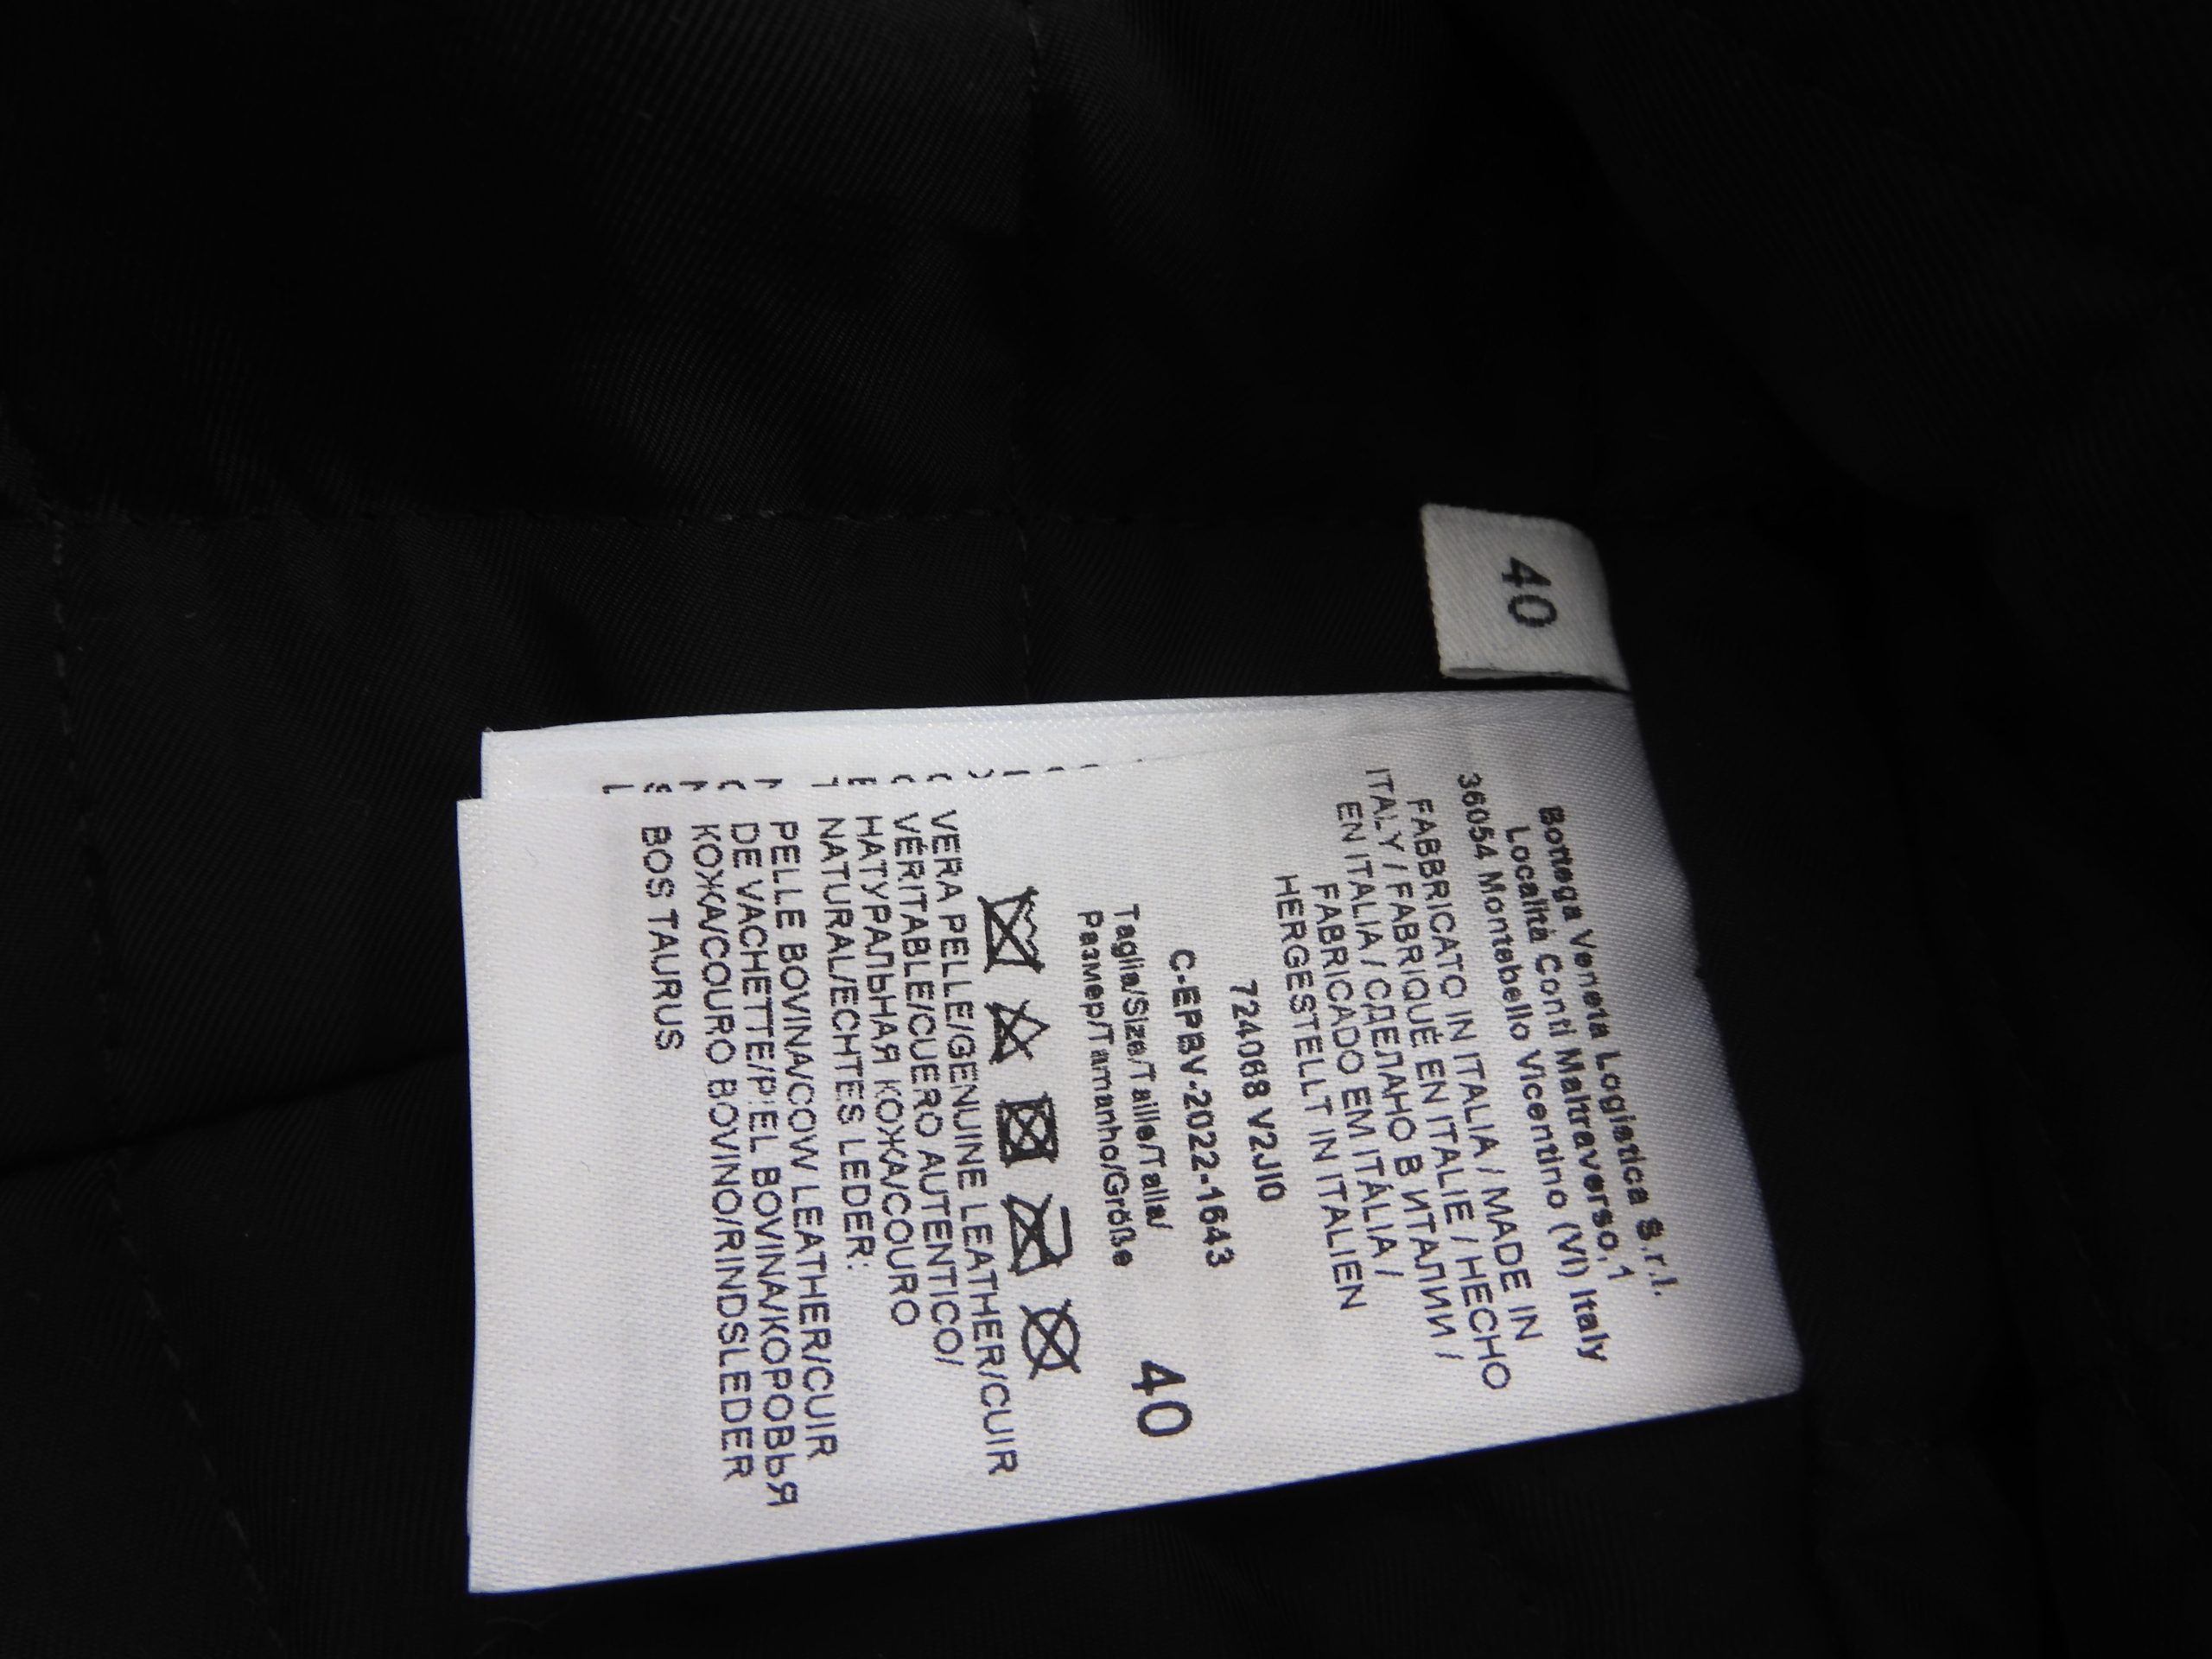 40
Bottega Veneta Logistica S.r.l.
Località Conti Maltraverso,1
36054 Montebello Vicentino (VI) Italy
FABBRICATO IN ITALIA / MADE IN
ITALY / FABRIQUÉ EN ITALIE / HECHO
EN ITALIA / СДЕЛАНО В ИТАЛИИ /
FABRICADO EM ITÁLIA /
HERGESTELLT IN ITALIEN
724068 V2JI0
C-EPBV-2022-1643
Taglia/Size/Taille/Talla/
Размер/Tamanho/Größe
40
VERA PELLE/GENUINE LEATHER/CUIR
VÉRITABLE/CUERO AUTENTICO/
НАТУРАЛЬНАЯ КОЖА/COURO
NATURAL/ECHTES LEDER:
PELLE BOVINA/COW LEATHER/CUIR
DE VACHETTE/PIEL BOVINA/КОРОВЬЯ
КОЖА/COURO BOVINO/RINDSLEDER
BOS TAURUS